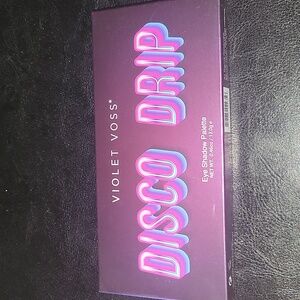 VIOLET VOSS®
DISCO DRIP
Eye Shadow Palette